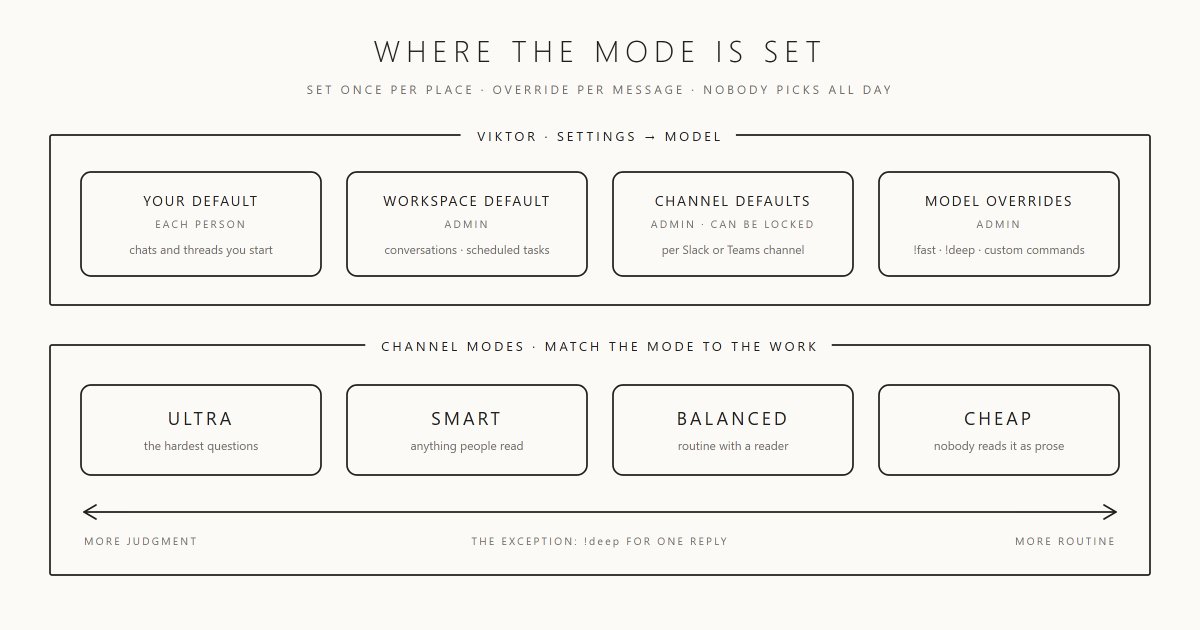 WHERE THE MODE IS SET
SET ONCE PER PLACE · OVERRIDE PER MESSAGE · NOBODY PICKS ALL DAY
VIKTOR · SETTINGS → MODEL
YOUR DEFAULT
EACH PERSON
chats and threads you start
WORKSPACE DEFAULT
ADMIN
conversations · scheduled tasks
CHANNEL DEFAULTS
ADMIN · CAN BE LOCKED
per Slack or Teams channel
MODEL OVERRIDES
ADMIN
!fast · !deep · custom commands
CHANNEL MODES · MATCH THE MODE TO THE WORK
ULTRA
the hardest questions
SMART
anything people read
BALANCED
routine with a reader
CHEAP
nobody reads it as prose
MORE JUDGMENT
THE EXCEPTION: !deep FOR ONE REPLY
MORE ROUTINE